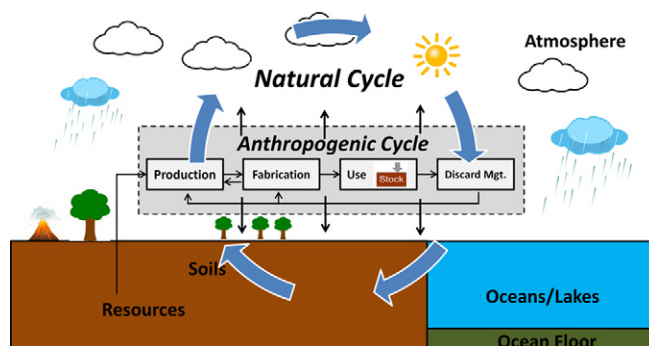 Atmosphere
Natural Cycle
Anthropogenic Cycle
Production
Fabrication
Use
Stock
Discard Mgt.
Soils
Resources
Oceans/Lakes
Ocean Floor